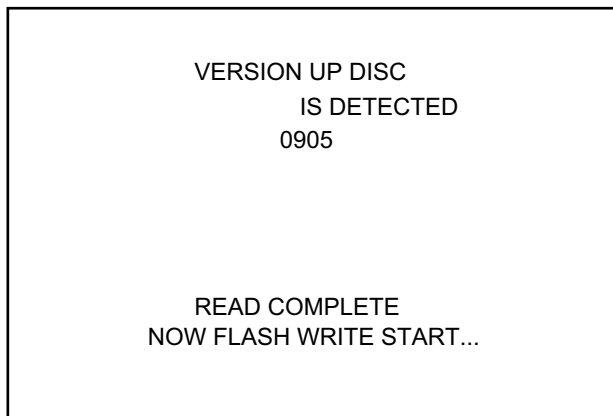 VERSION UP DISC
IS DETECTED
0905
READ COMPLETE
NOW FLASH WRITE START...